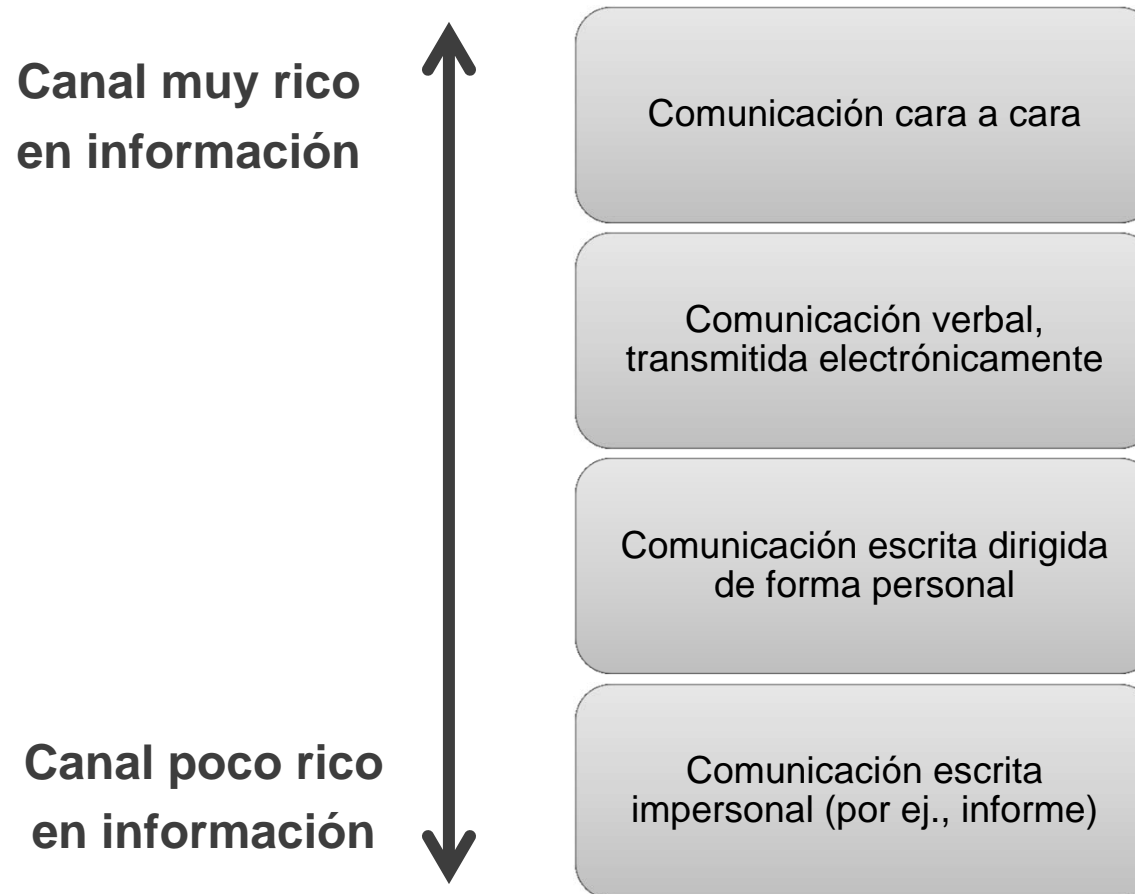 Canal muy rico
en información
Comunicación cara a cara
Comunicación verbal,
transmitida electrónicamente
Comunicación escrita dirigida
de forma personal
Canal poco rico
en información
Comunicación escrita
impersonal (por ej., informe)